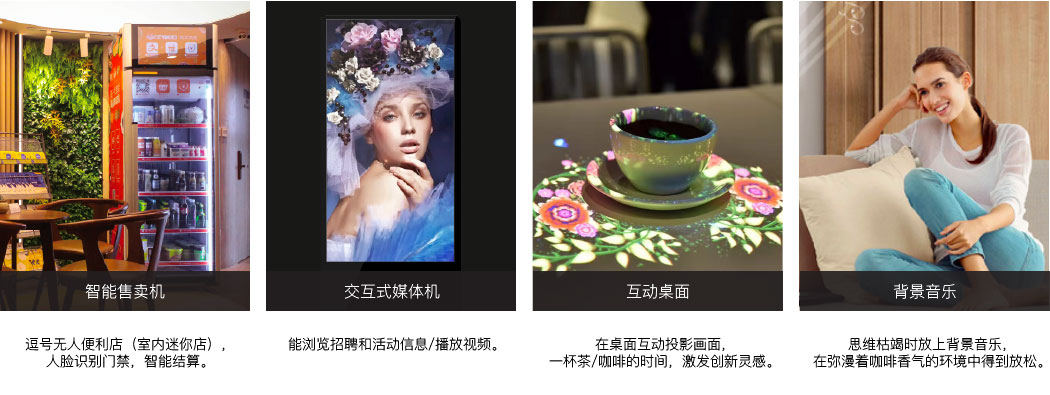 智能售卖机
交互式媒体机
互动桌面
背景音乐
逗号无人便利店（室内迷你店），
人脸识别门禁，智能结算。
能浏览招聘和活动信息/播放视频。
在桌面互动投影画面，
一杯茶/咖啡的时间，激发创新灵感。
思维枯竭时放上背景音乐，
在弥漫着咖啡香气的环境中得到放松。